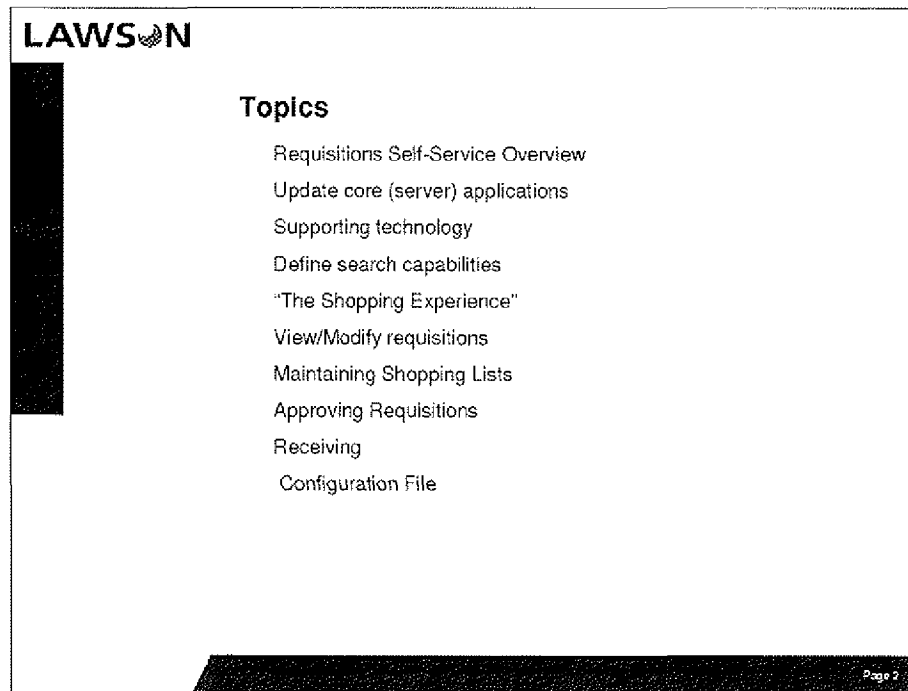 LAWSON
Topics
Requisitions Self-Service Overview
Update core (server) applications
Supporting technology
Define search capabilities
"The Shopping Experience"
View/Modify requisitions
Maintaining Shopping Lists
Approving Requisitions
Receiving
Configuration File
Page 2